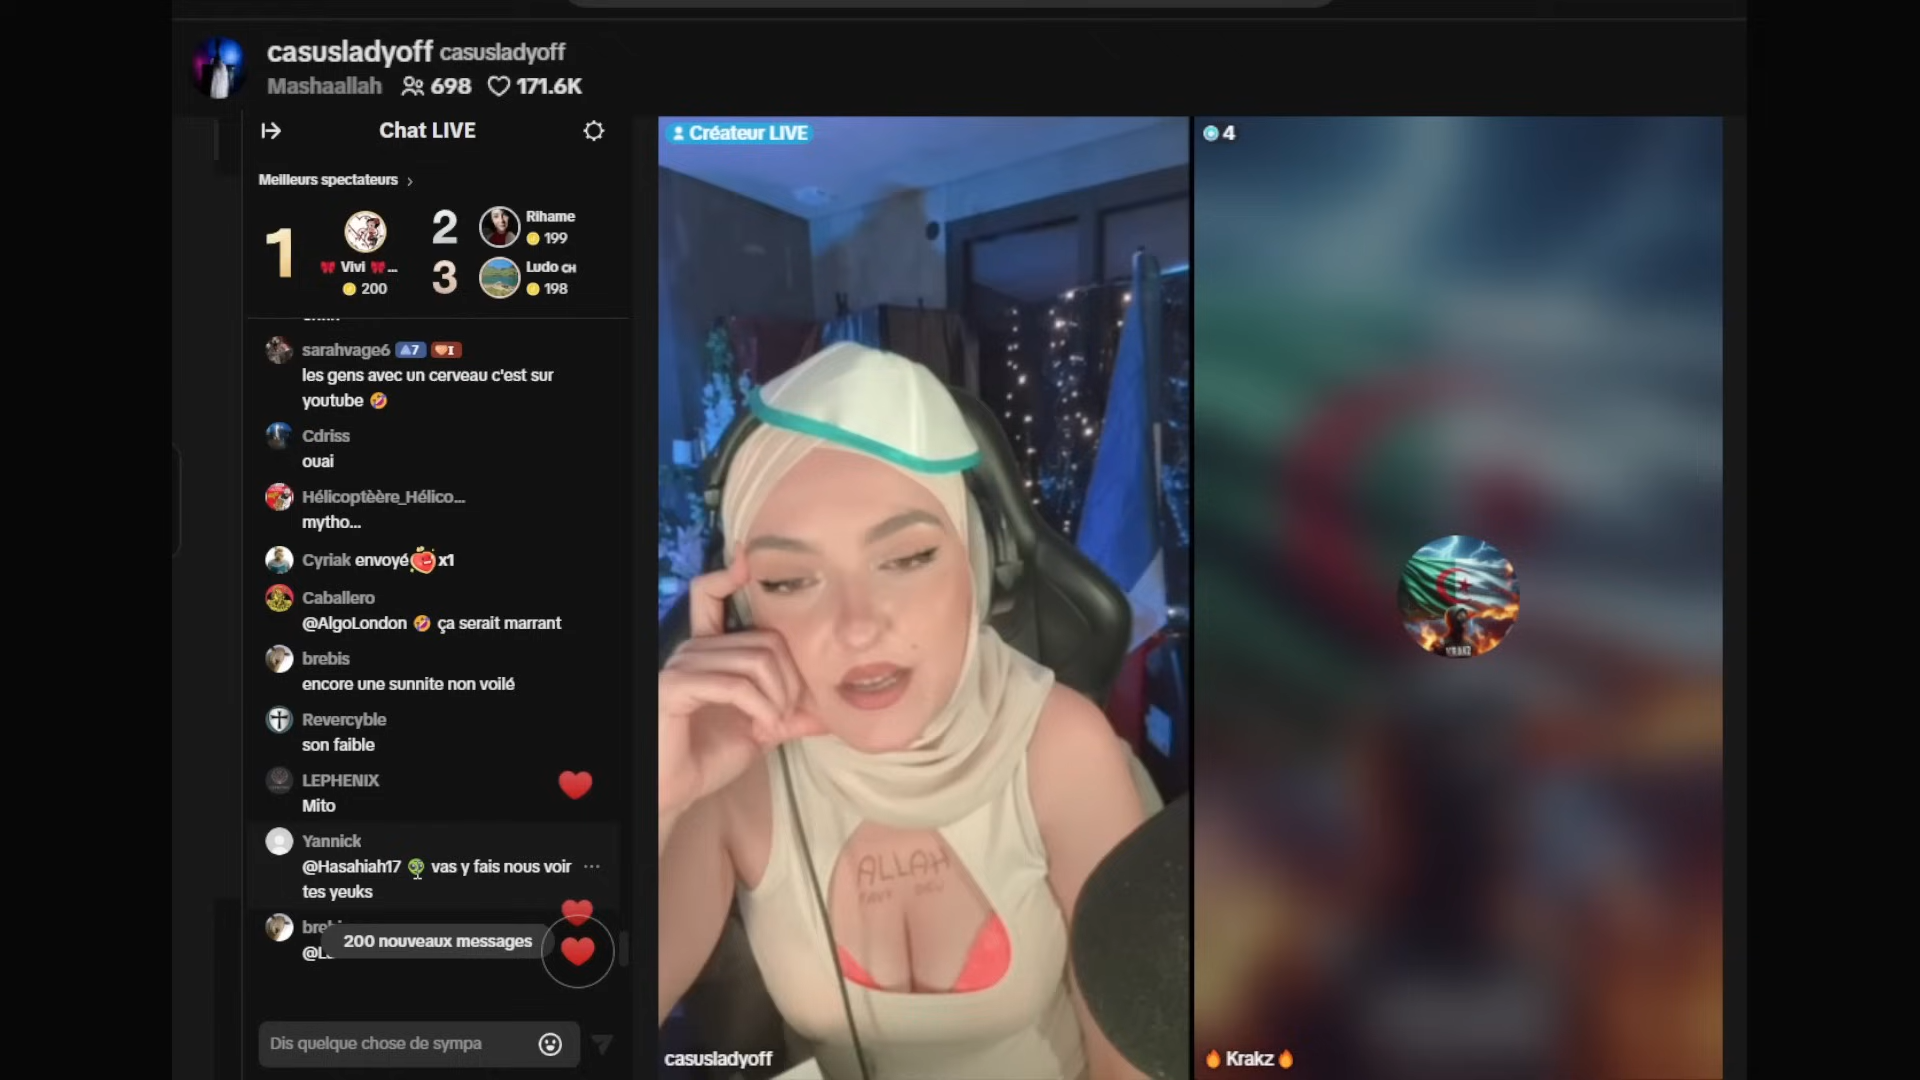 casusladyoff casusladyoff
Mashaallah 698 171.6K
Chat LIVE
Meilleurs spectateurs
1
Vivi ...
200
2
Rihame
199
3
Ludo CH
198
sarahvage6 7 I
les gens avec un cerveau c'est sur
youtube
Cdriss
ouai
Hélicoptèère_Hélico...
mytho...
Cyriak envoyé x1
Caballero
@AlgoLondon ça serait marrant
brebis
encore une sunnite non voilé
Revercyble
son faible
LEPHENIX
Mito
Yannick
@Hasahiah17 vas y fais nous voir ...
tes yeuks
200 nouveaux messages
Dis quelque chose de sympa
Créateur LIVE
ALLAH
casusladyoff
4
Krakz